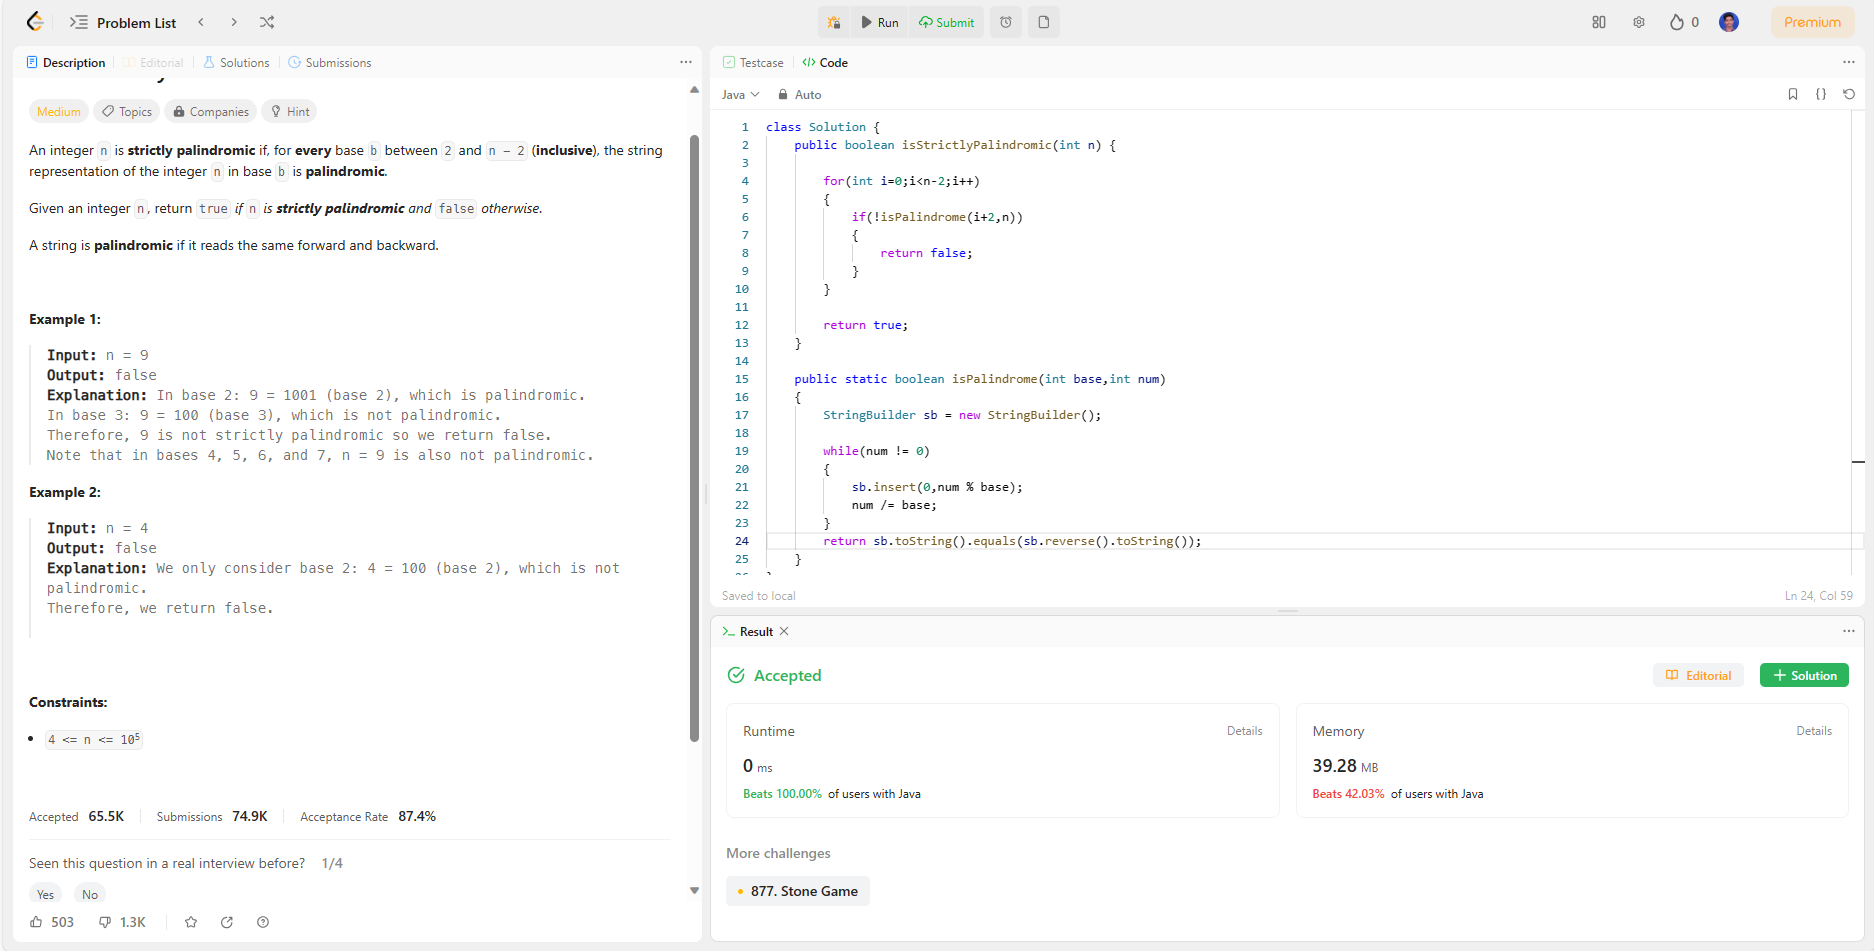 Problem List
Run
Submit
0
Premium
Description
Editorial
Solutions
Submissions
Medium
Topics
Companies
Hint
An integer n is strictly palindromic if, for every base b between 2 and n - 2 (inclusive), the string
representation of the integer n in base b is palindromic.
Given an integer n, return true if n is strictly palindromic and false otherwise.
A string is palindromic if it reads the same forward and backward.
Example 1:
Input: n = 9
Output: false
Explanation: In base 2: 9 = 1001 (base 2), which is palindromic.
In base 3: 9 = 100 (base 3), which is not palindromic.
Therefore, 9 is not strictly palindromic so we return false.
Note that in bases 4, 5, 6, and 7, n = 9 is also not palindromic.
Example 2:
Input: n = 4
Output: false
Explanation: We only consider base 2: 4 = 100 (base 2), which is not
palindromic.
Therefore, we return false.
Constraints:
• 4 <= n <= 10⁵
Accepted 65.5K
Submissions 74.9K
Acceptance Rate 87.4%
Seen this question in a real interview before? 1/4
Yes
No
503
1.3K
Testcase
</> Code
Java
Auto
{}
1 class Solution {
2 public boolean isStrictlyPalindromic(int n) {
3
4 for(int i=0;i<n-2;i++)
5 {
6 if(!isPalindrome(i+2,n))
7 {
8 return false;
9 }
10 }
11
12 return true;
13 }
14
15 public static boolean isPalindrome(int base,int num)
16 {
17 StringBuilder sb = new StringBuilder();
18
19 while(num != 0)
20 {
21 sb.insert(0,num % base);
22 num /= base;
23 }
24 return sb.toString().equals(sb.reverse().toString());
25 }
Saved to local
Ln 24, Col 59
>_ Result
Accepted
Editorial
+ Solution
Runtime
Details
0 ms
Beats 100.00% of users with Java
Memory
Details
39.28 MB
Beats 42.03% of users with Java
More challenges
877. Stone Game